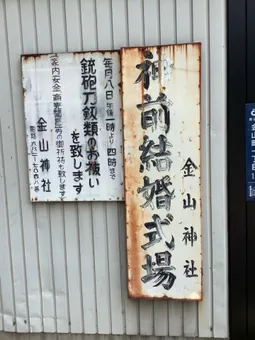 毎月八日午後一時より四時まで
銃砲刀剣類のお祓い
を致します
金山神社
神前結婚式場
金山神社